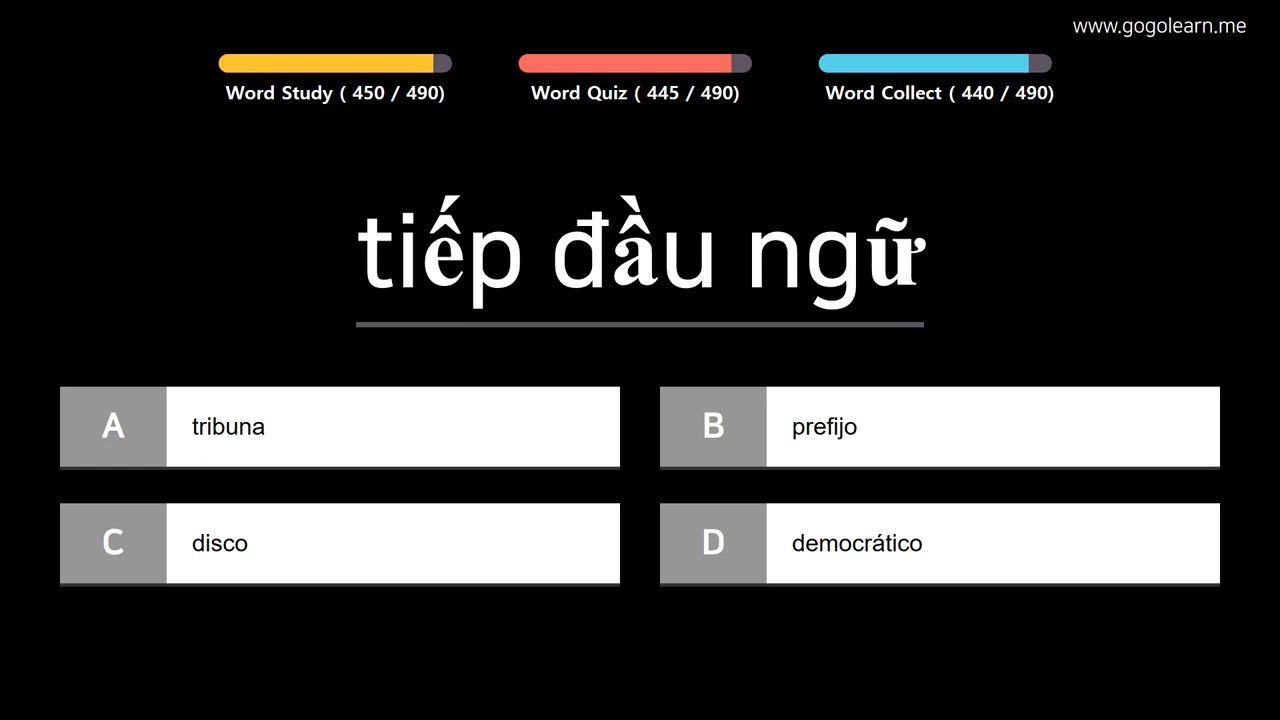 www.gogolearn.me
Word Study ( 450 / 490)
Word Quiz ( 445 / 490)
Word Collect ( 440 / 490)
tiếp đầu ngữ
A tribuna
B prefijo
C disco
D democrático